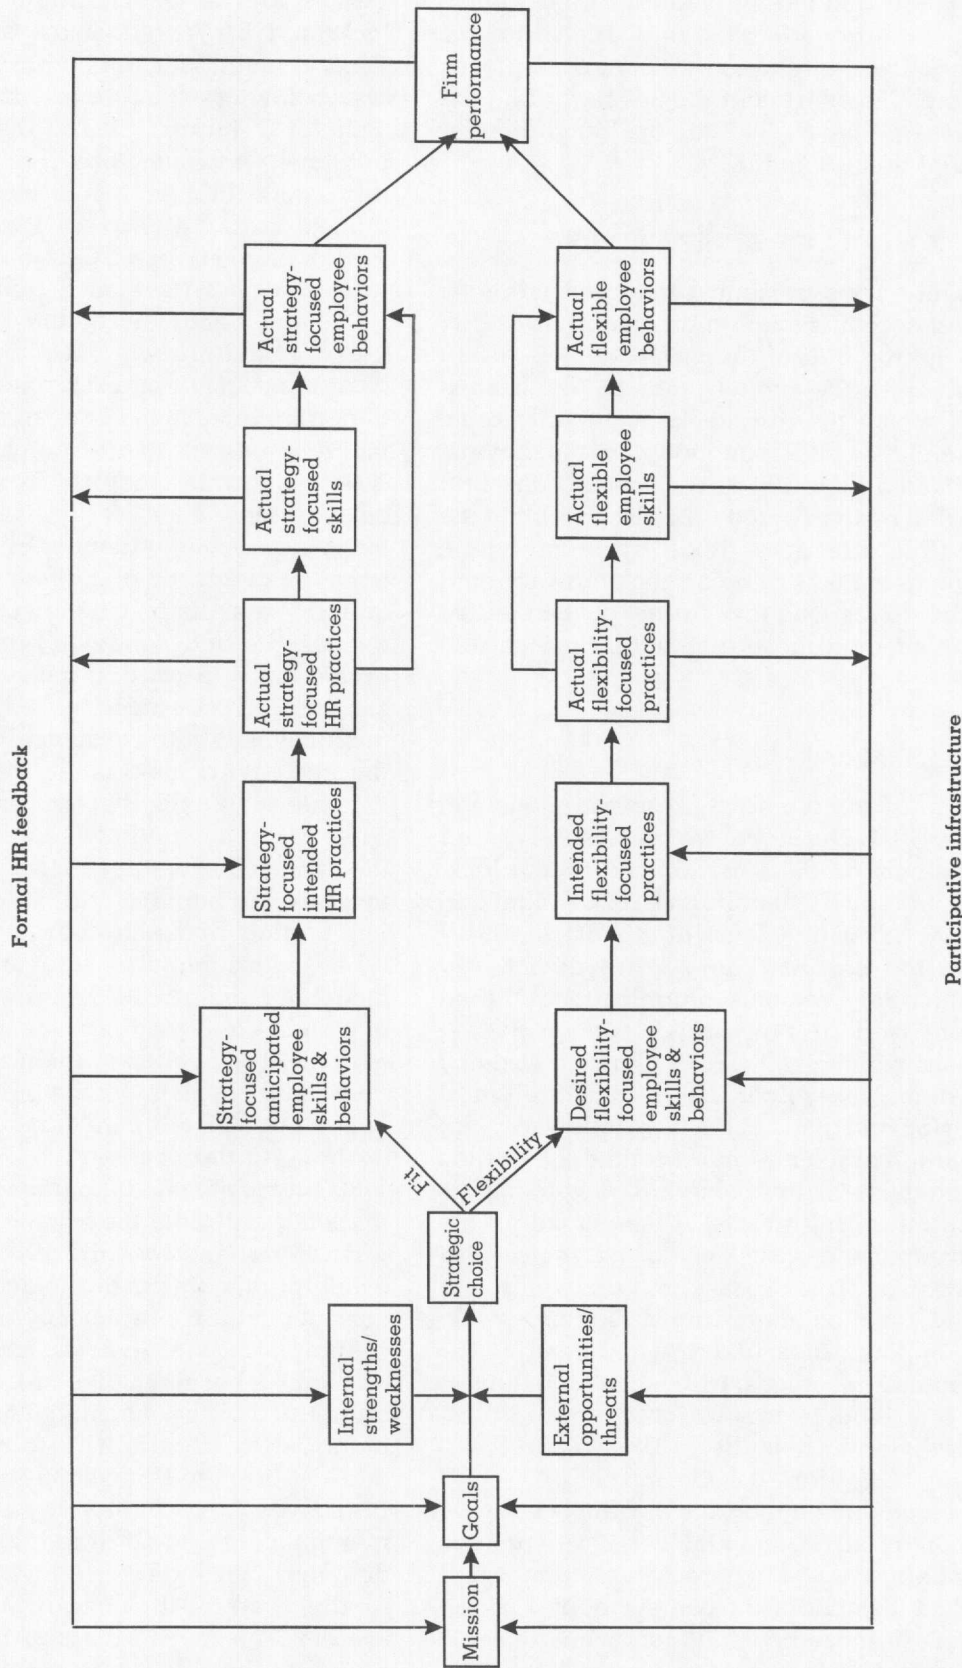 Formal HR feedback
Mission
Goals
Internal
strengths/
weaknesses
External
opportunities/
threats
Strategic
choice
Fit
Flexibility
Strategy-
focused
anticipated
employee
skills &
behaviors
Strategy-
focused
intended
HR practices
Actual
strategy-
focused
HR practices
Actual
strategy-
focused
skills
Actual
strategy-
focused
employee
behaviors
Desired
flexibility-
focused
employee
skills &
behaviors
Intended
flexibility-
focused
practices
Actual
flexibility-
focused
practices
Actual
flexible
employee
skills
Actual
flexible
employee
behaviors
Firm
performance
Participative infrastructure